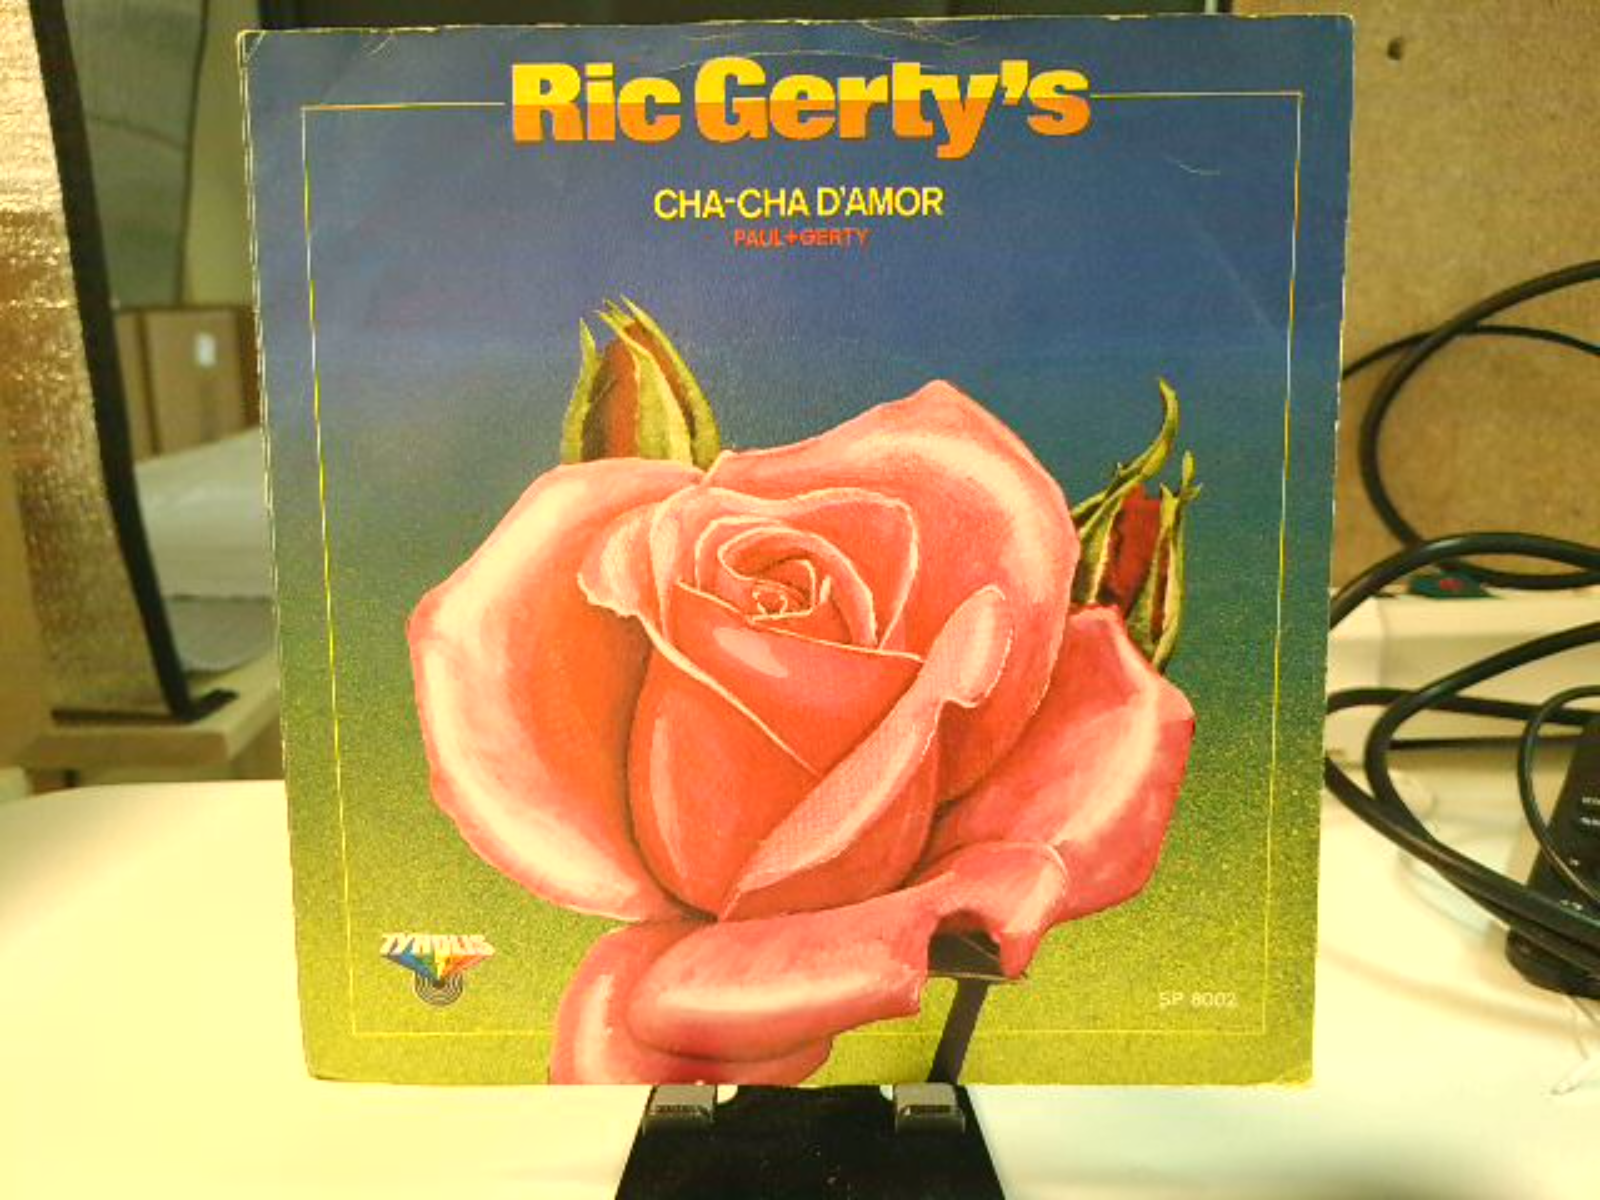 Ric Gerty's
CHA-CHA D'AMOR
PAUL+GERTY
TYROLIS
SP 8002